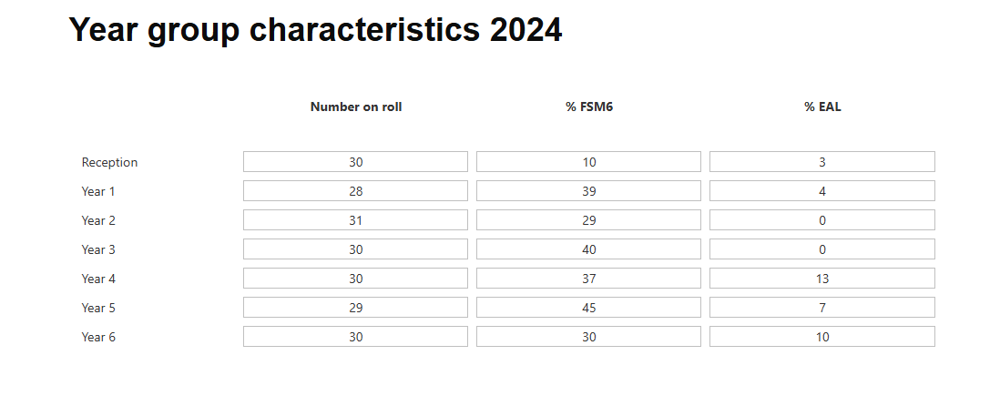 Year group characteristics 2024
Number on roll % FSM6 % EAL
Reception 30 10 3
Year 1 28 39 4
Year 2 31 29 0
Year 3 30 40 0
Year 4 30 37 13
Year 5 29 45 7
Year 6 30 30 10